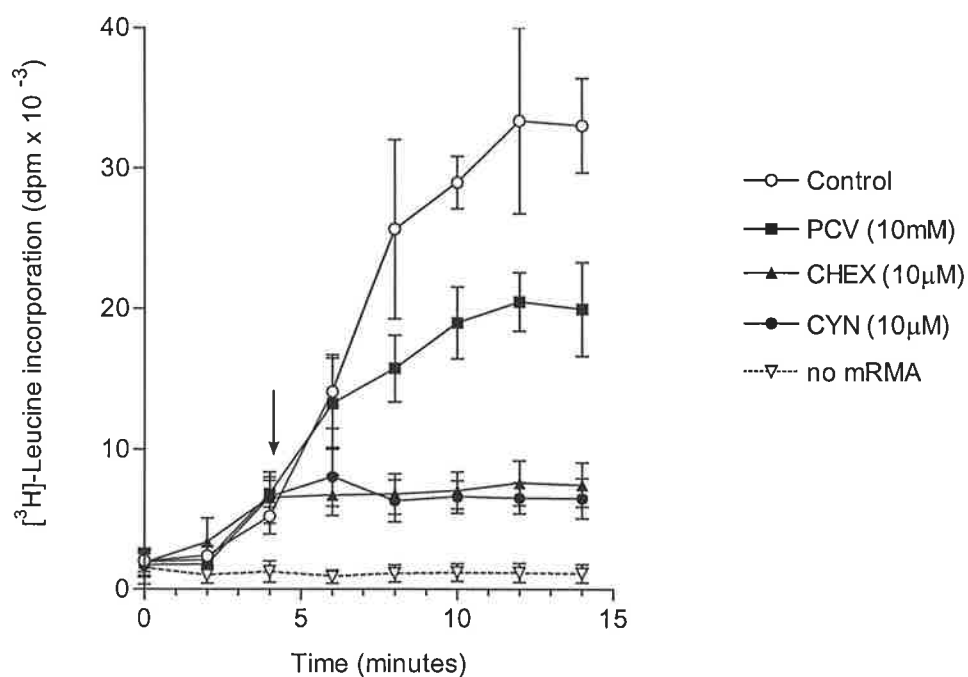 [³H]-Leucine incorporation (dpm x 10 ⁻³)
40
30
20
10
0
0
5
10
15
Time (minutes)
Control
PCV (10mM)
CHEX (10µM)
CYN (10µM)
no mRMA